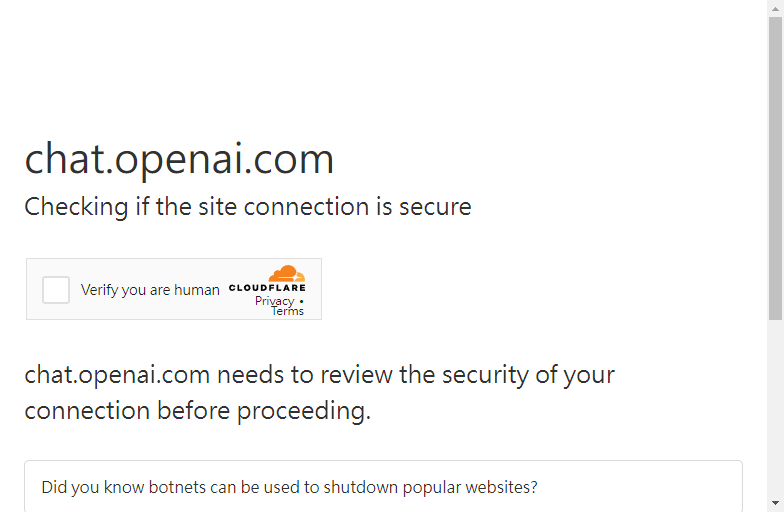 chat.openai.com
Checking if the site connection is secure
Verify you are human
CLOUDFLARE
Privacy •
Terms
chat.openai.com needs to review the security of your
connection before proceeding.
Did you know botnets can be used to shutdown popular websites?